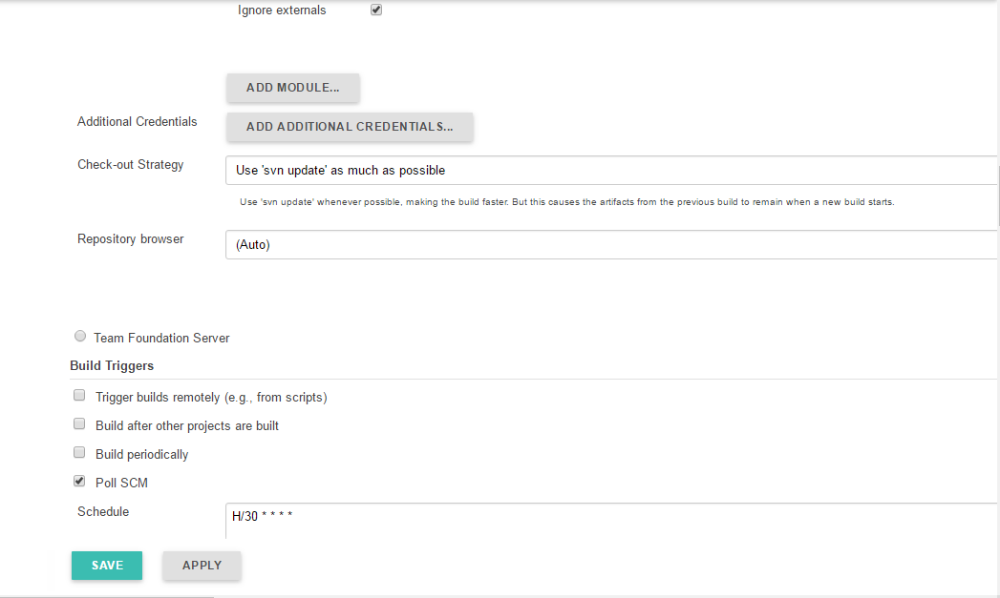 Ignore externals
ADD MODULE...
Additional Credentials
ADD ADDITIONAL CREDENTIALS...
Check-out Strategy
Use 'svn update' as much as possible
Use 'svn update' whenever possible, making the build faster. But this causes the artifacts from the previous build to remain when a new build starts.
Repository browser
(Auto)
Team Foundation Server
Build Triggers
Trigger builds remotely (e.g., from scripts)
Build after other projects are built
Build periodically
Poll SCM
Schedule
H/30 * * * *
SAVE
APPLY